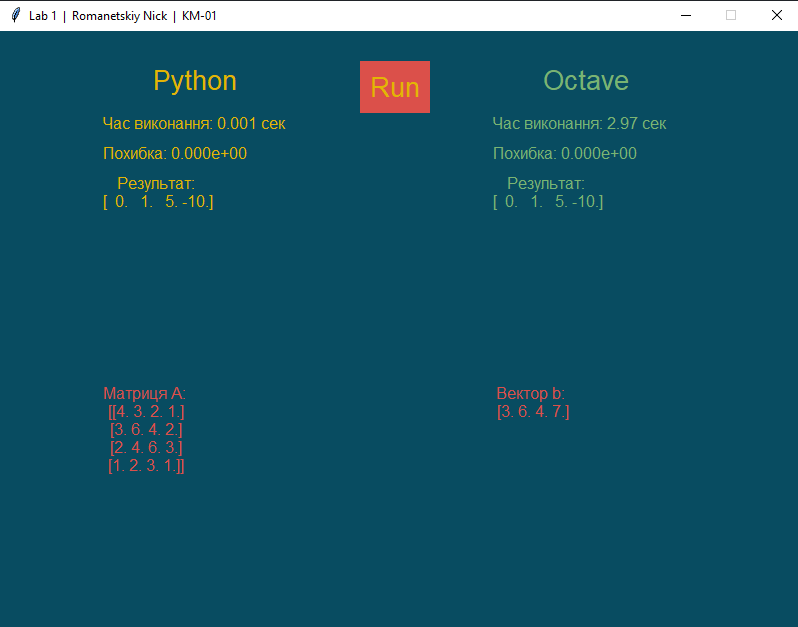 Lab 1 | Romanetskiy Nick | KM-01
Python
Run
Octave
Час виконання: 0.001 сек
Похибка: 0.000e+00
Результат:
[ 0. 1. 5. -10.]
Час виконання: 2.97 сек
Похибка: 0.000e+00
Результат:
[ 0. 1. 5. -10.]
Матриця А:
[[4. 3. 2. 1.]
[3. 6. 4. 2.]
[2. 4. 6. 3.]
[1. 2. 3. 1.]]
Вектор b:
[3. 6. 4. 7.]